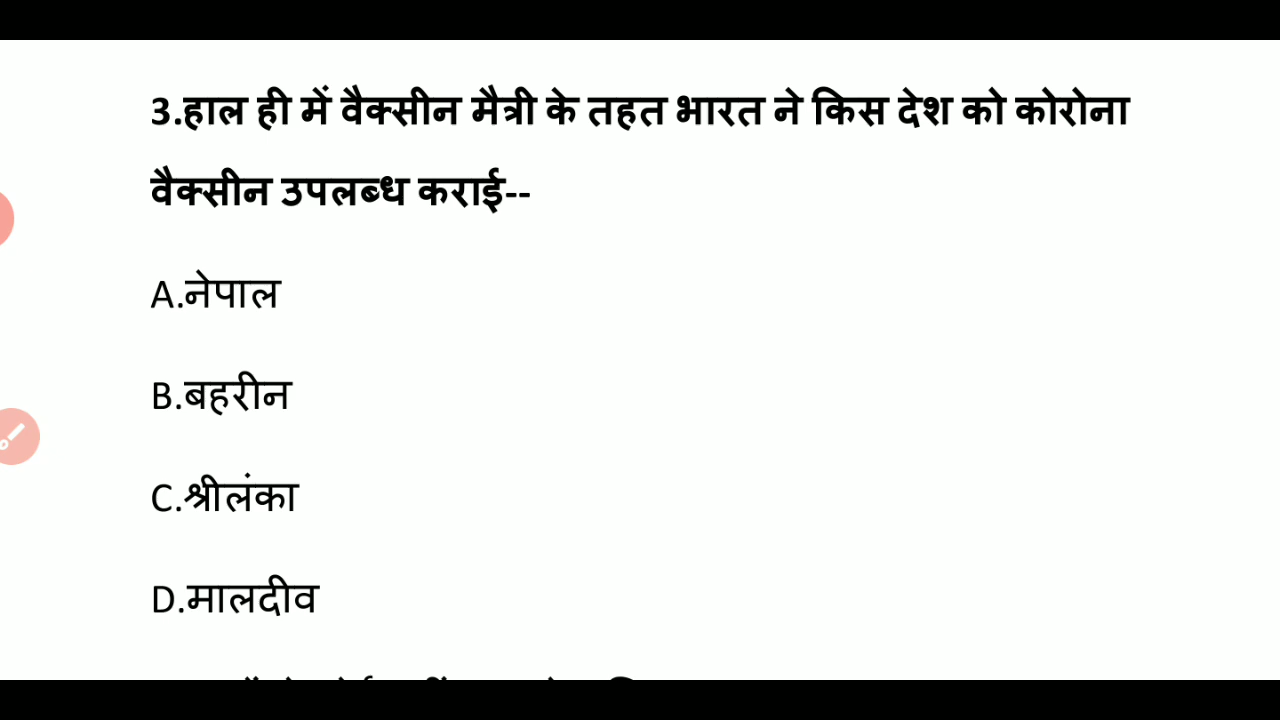 3.हाल ही में वैक्सीन मैत्री के तहत भारत ने किस देश को कोरोना
वैक्सीन उपलब्ध कराई--
A.नेपाल
B.बहरीन
C.श्रीलंका
D.मालदीव